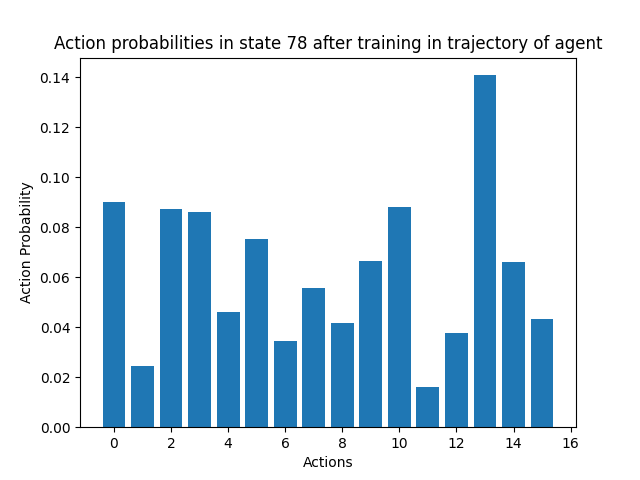 Action probabilities in state 78 after training in trajectory of agent
0.14
0.12
0.10
0.08
0.06
0.04
0.02
0.00
Action Probability
0 2 4 6 8 10 12 14 16
Actions